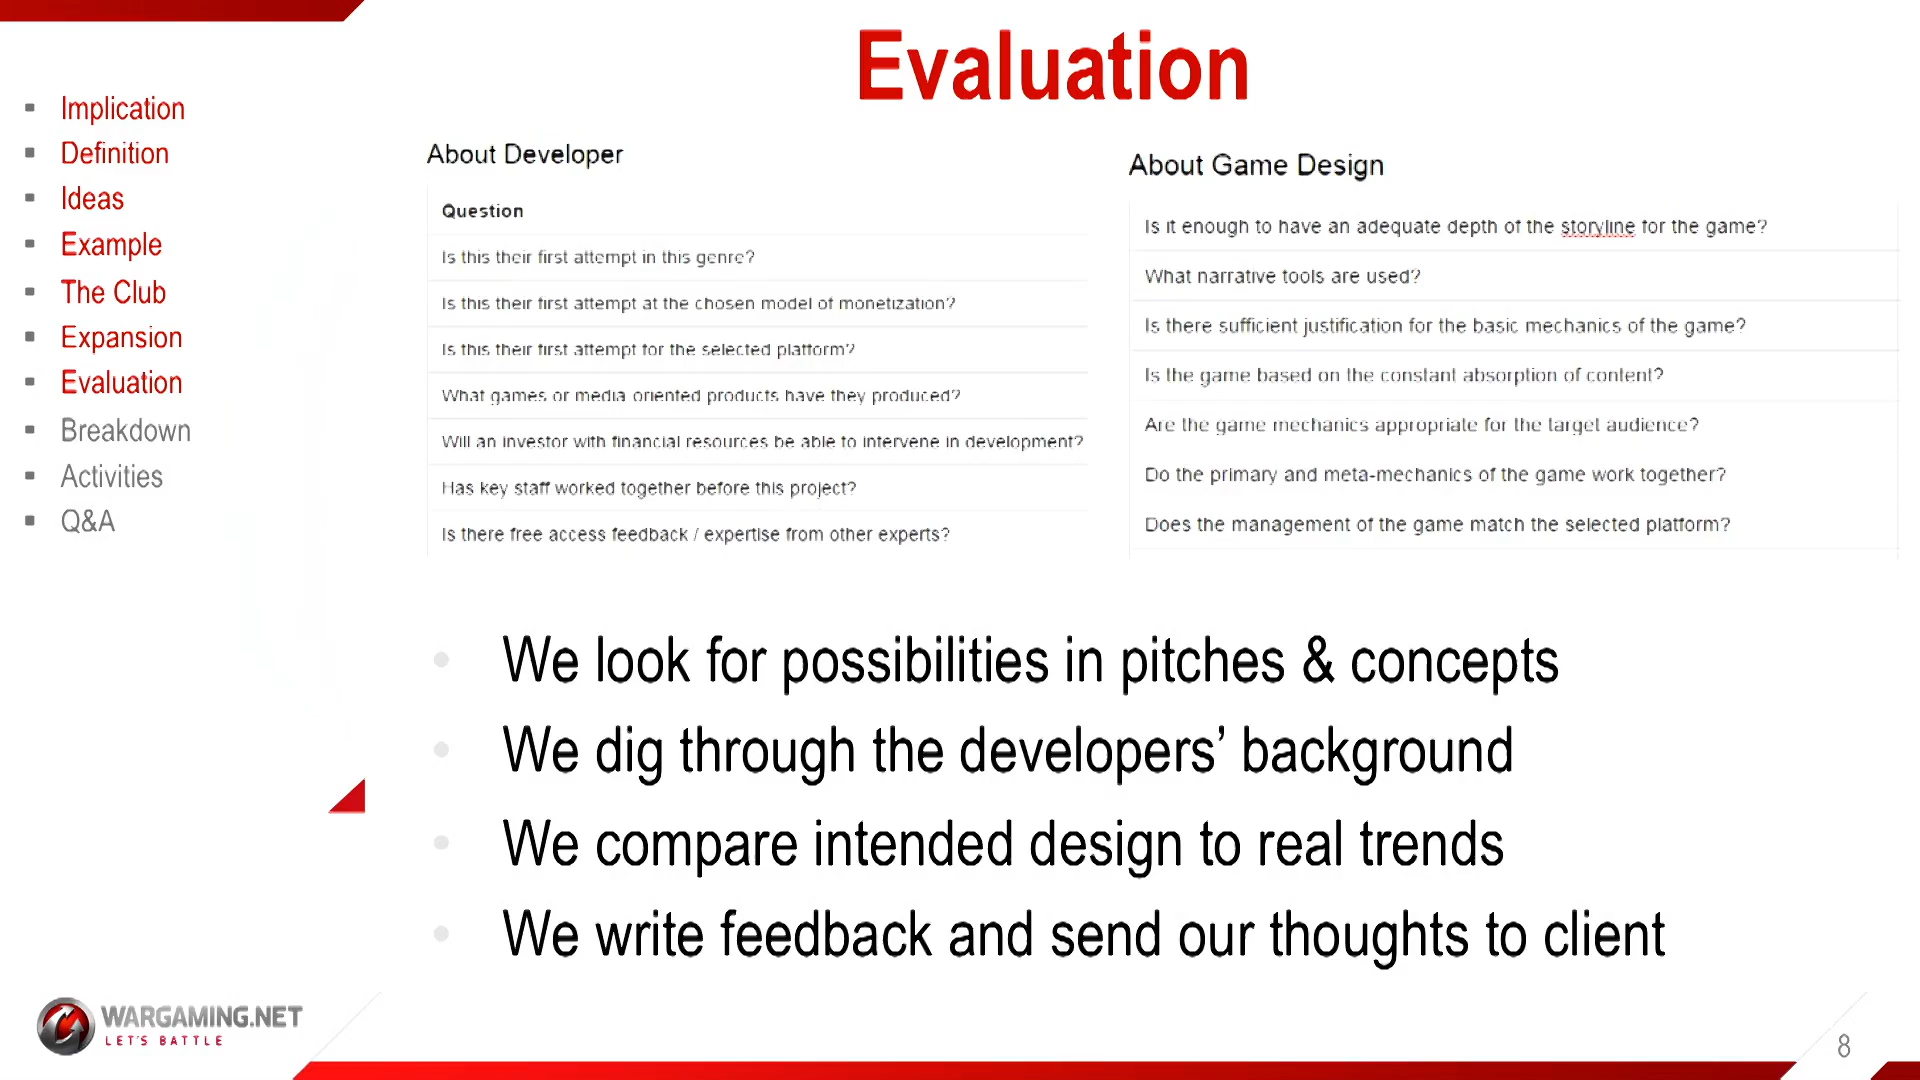 Evaluation
Implication
Definition
Ideas
Example
The Club
Expansion
Evaluation
Breakdown
Activities
Q&A
About Developer
Question
Is this their first attempt in this genre?
Is this their first attempt at the chosen model of monetization?
Is this their first attempt for the selected platform?
What games or media oriented products have they produced?
Will an investor with financial resources be able to intervene in development?
Has key staff worked together before this project?
Is there free access feedback / expertise from other experts?
About Game Design
Is it enough to have an adequate depth of the storyline for the game?
What narrative tools are used?
Is there sufficient justification for the basic mechanics of the game?
Is the game based on the constant absorption of content?
Are the game mechanics appropriate for the target audience?
Do the primary and meta-mechanics of the game work together?
Does the management of the game match the selected platform?
We look for possibilities in pitches & concepts
We dig through the developers’ background
We compare intended design to real trends
We write feedback and send our thoughts to client
WARGAMING.NET
LET'S BATTLE
8